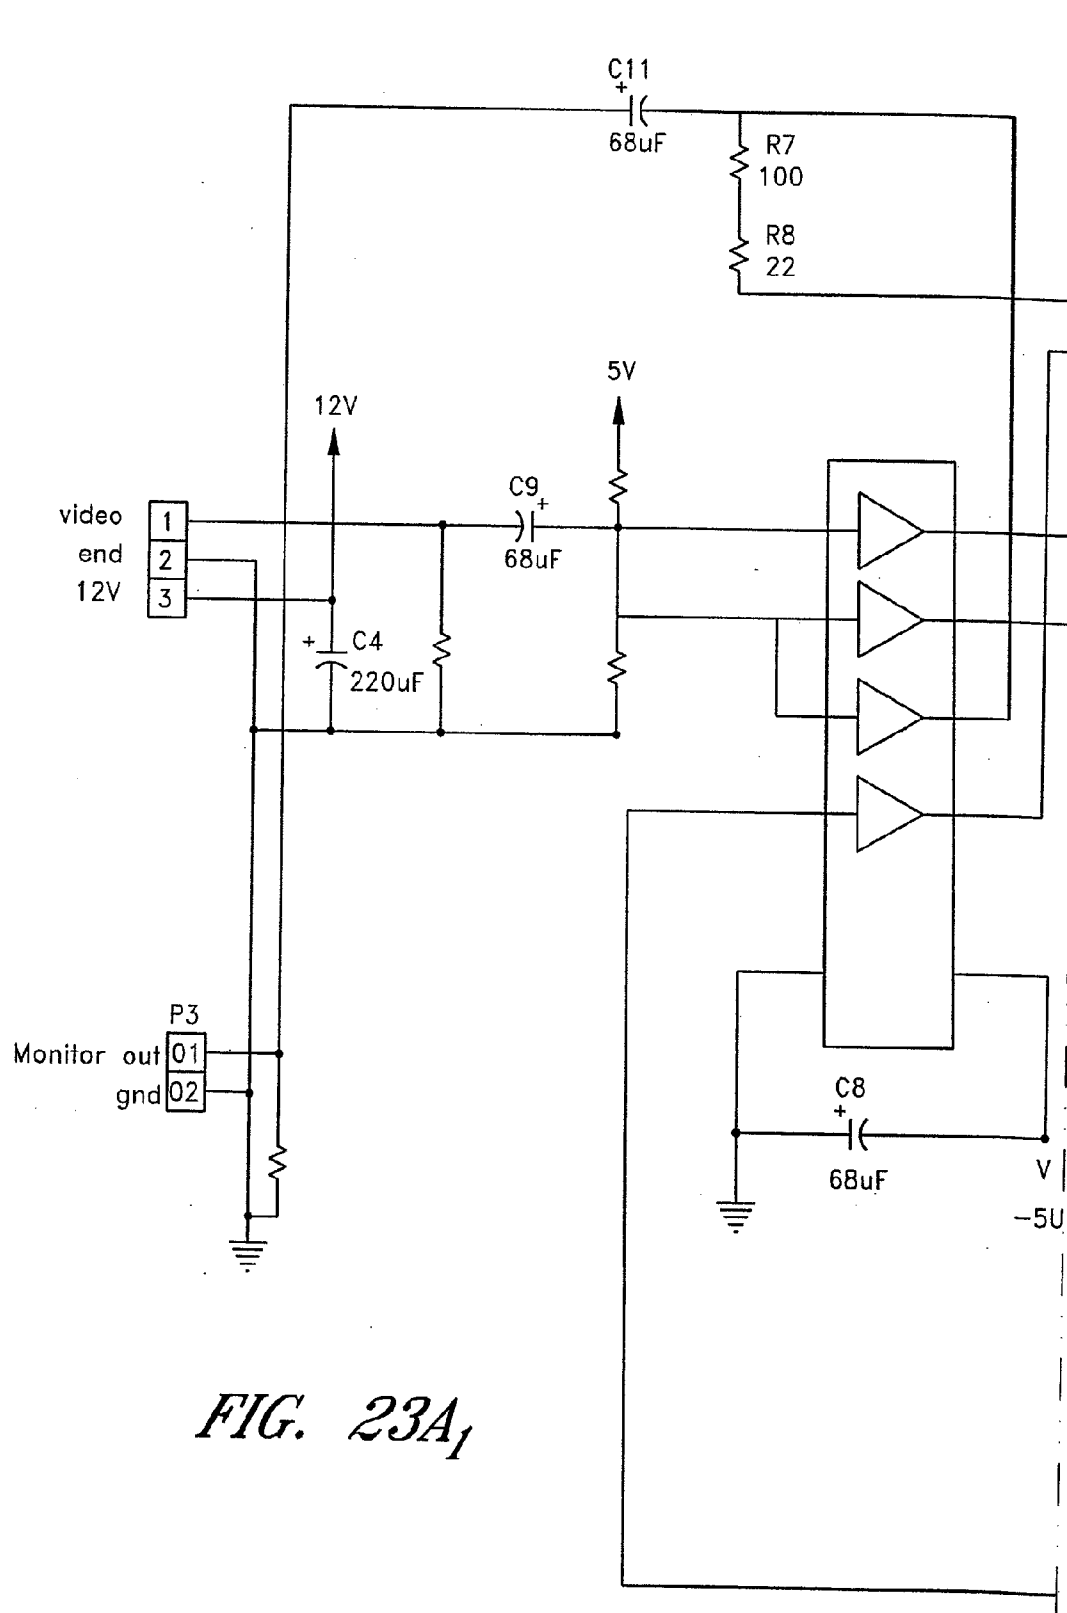 C11
+
68uF
R7
100
R8
22
5V
12V
C9
+
68uF
video 1
end 2
12V 3
+ C4
220uF
P3
Monitor out 01
gnd 02
C8
+
68uF
V
-5U
FIG. 23A1